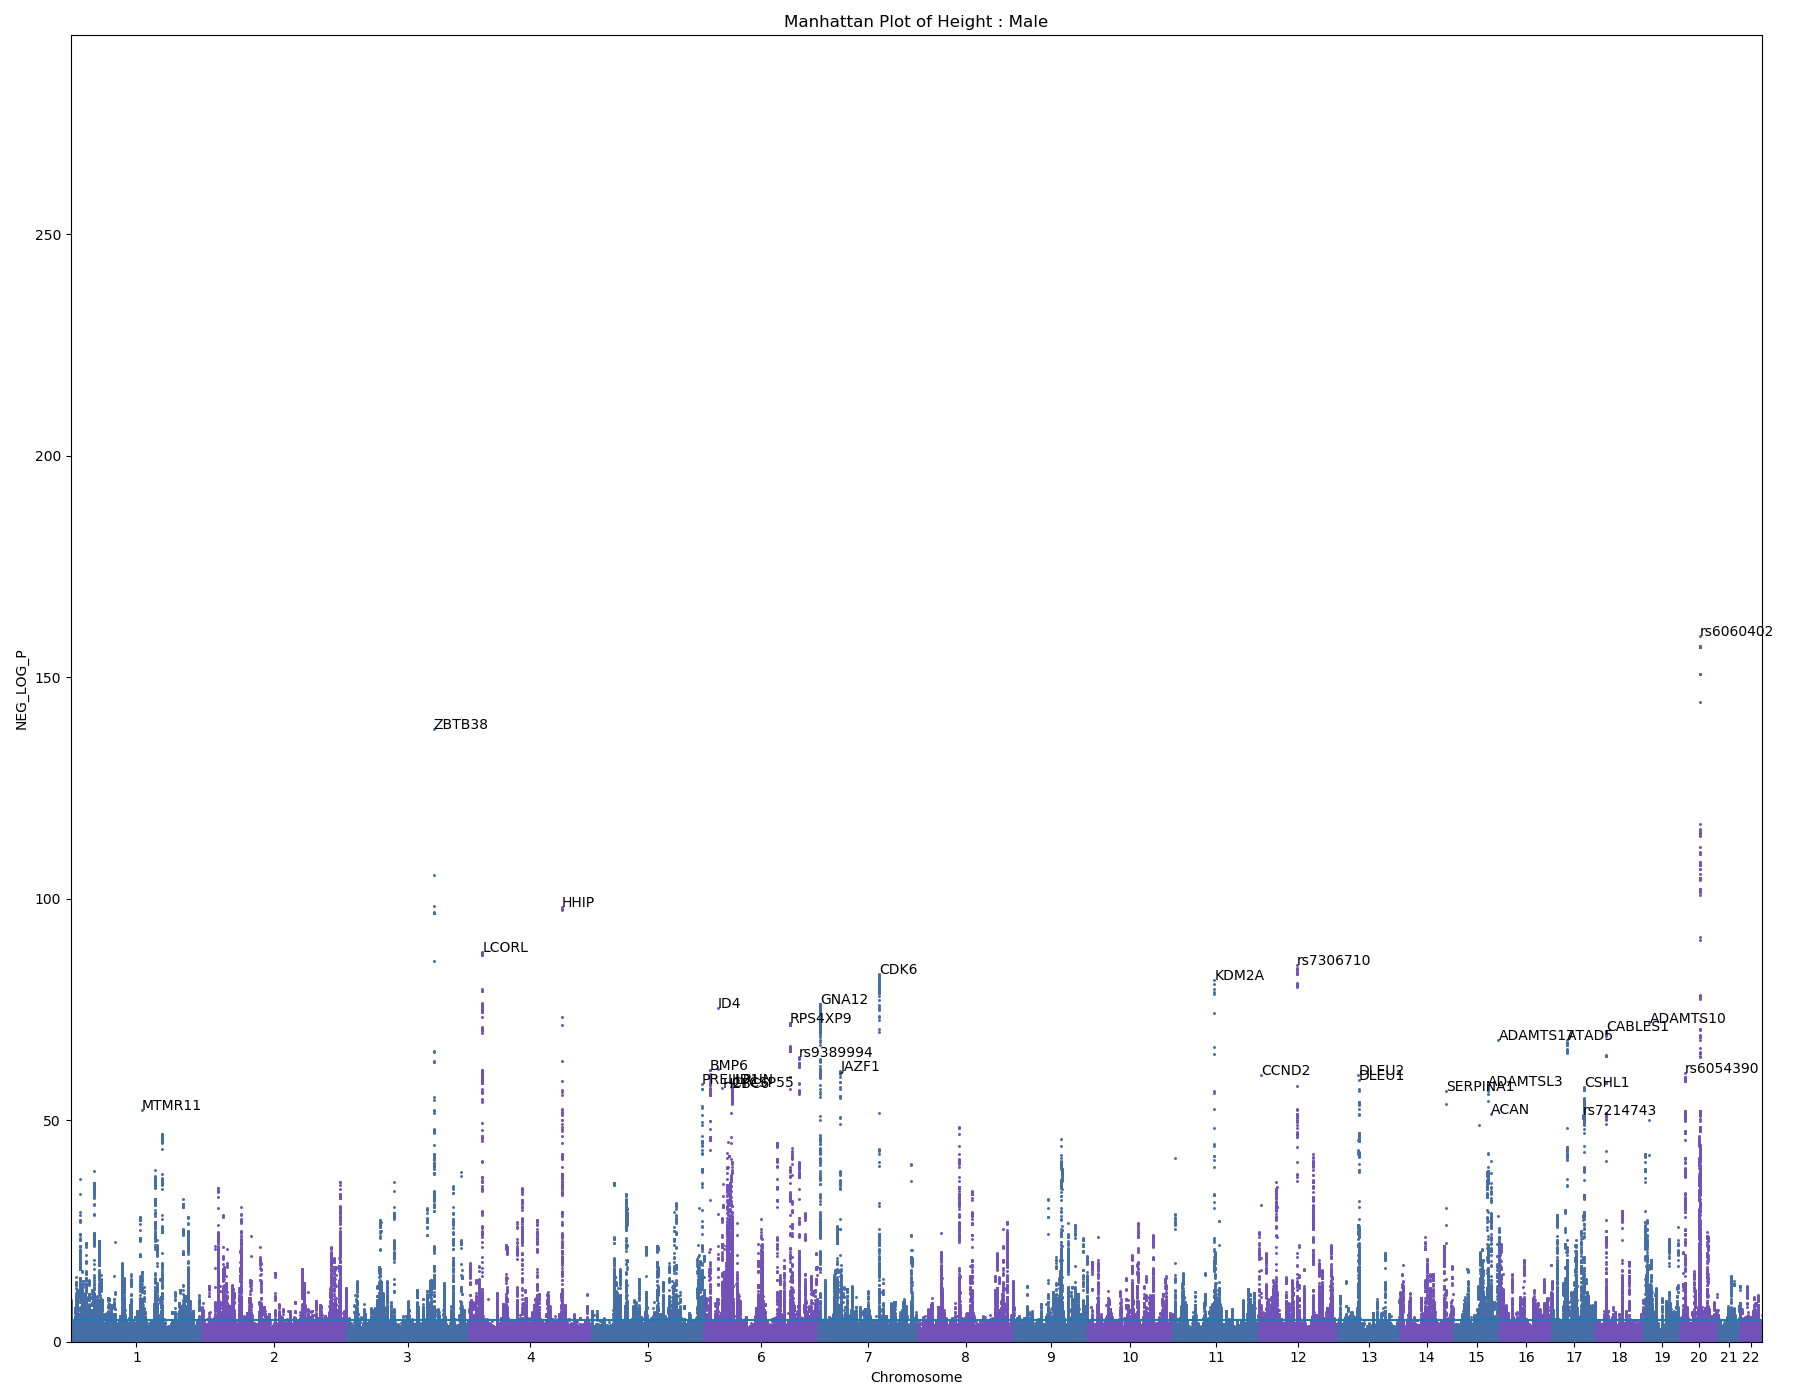 Manhattan Plot of Height : Male
NEG_LOG_P
250
200
150
100
50
0
rs6060402
ZBTB38
HHIP
LCORL
CDK6
rs7306710
KDM2A
JD4
GNA12
RPS4XP9
ADAMTS10
CABLES1
ADAMTS17
ATAD5
rs9389994
BMP6
JAZF1
CCND2
DLEU2
DLEU1
rs6054390
ADAMTSL3
SERPINA1
CSHL1
MTMR11
ACAN
rs7214743
1 2 3 4 5 6 7 8 9 10 11 12 13 14 15 16 17 18 19 20 21 22
Chromosome